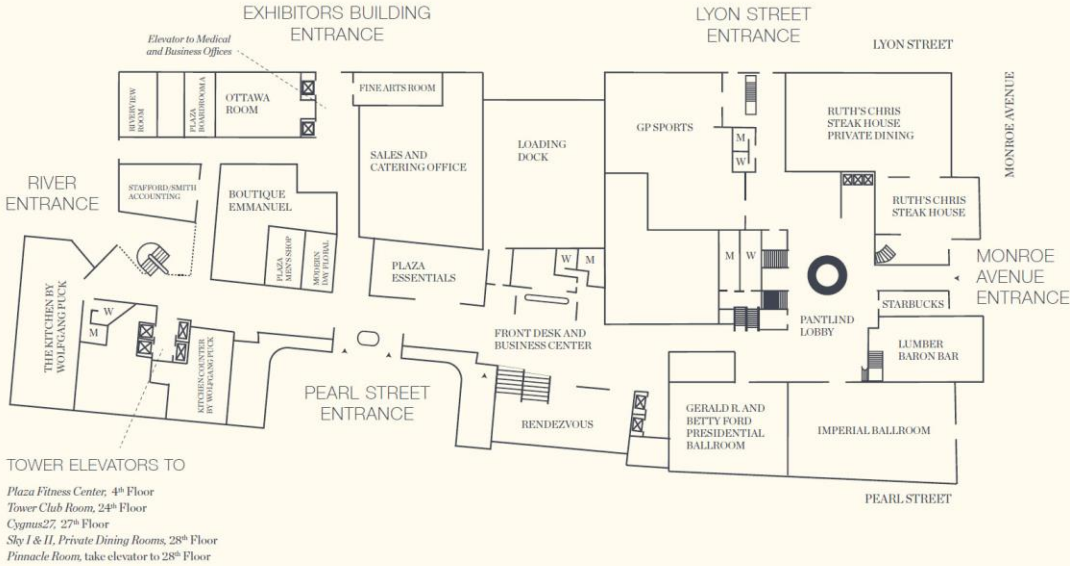 EXHIBITORS BUILDING
ENTRANCE
LYON STREET
ENTRANCE
LYON STREET
MONROE AVENUE
Elevator to Medical
and Business Offices
RIVERVIEW
ROOM
PLAZA
BOARDROOM A
OTTAWA
ROOM
FINE ARTS ROOM
SALES AND
CATERING OFFICE
LOADING
DOCK
GP SPORTS
M
W
RUTH'S CHRIS
STEAK HOUSE
PRIVATE DINING
RUTH'S CHRIS
STEAK HOUSE
RIVER
ENTRANCE
STAFFORD/SMITH
ACCOUNTING
BOUTIQUE
EMMANUEL
PLAZA
MEN'S SHOP
MODERN
DAY FLORAL
PLAZA
ESSENTIALS
W
M
M
W
MONROE
AVENUE
ENTRANCE
STARBUCKS
PANTLIND
LOBBY
LUMBER
BARON BAR
FRONT DESK AND
BUSINESS CENTER
THE KITCHEN BY
WOLFGANG PUCK
W
M
KITCHEN COUNTER
BY WOLFGANG PUCK
PEARL STREET
ENTRANCE
RENDEZVOUS
GERALD R. AND
BETTY FORD
PRESIDENTIAL
BALLROOM
IMPERIAL BALLROOM
PEARL STREET
TOWER ELEVATORS TO
Plaza Fitness Center, 4th Floor
Tower Club Room, 24th Floor
Cygnus27, 27th Floor
Sky I & II, Private Dining Rooms, 28th Floor
Pinnacle Room, take elevator to 28th Floor